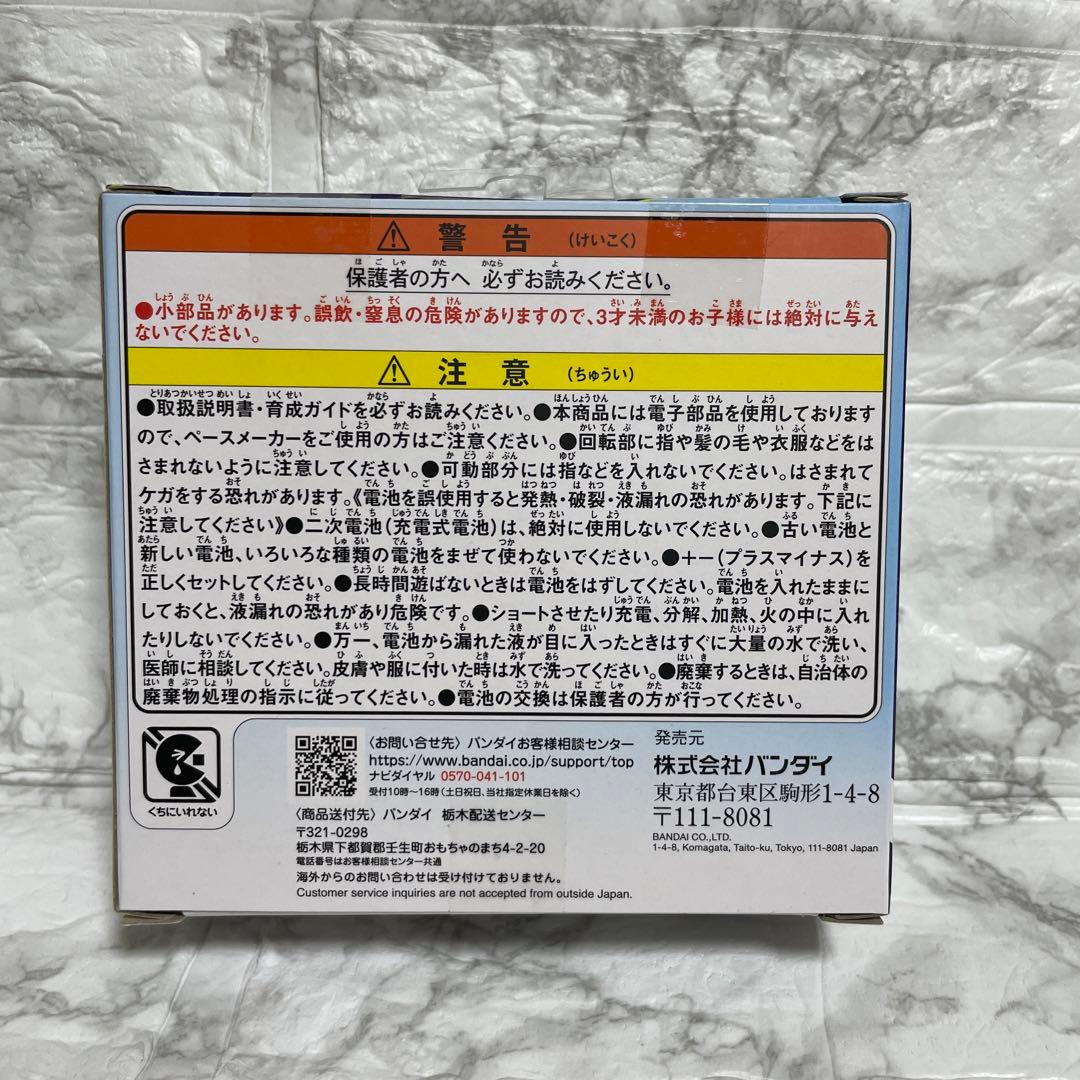 警告 (けいこく)
保護者の方へ 必ずお読みください。
●小部品があります。誤飲・窒息の危険がありますので、3才未満のお子様には絶対に与え
ないでください。
注意 (ちゅうい)
●取扱説明書・育成ガイドを必ずお読みください。●本商品には電子部品を使用しております
ので、ペースメーカーをご使用の方はご注意ください。●回転部に指や髪の毛や衣服などをは
さまれないように注意してください。●可動部分には指などを入れないでください。はさまれて
ケガをする恐れがあります。《電池を誤使用すると発熱・破裂・液漏れの恐れがあります。下記に
注意してください》●二次電池(充電式電池)は、絶対に使用しないでください。●古い電池と
新しい電池、いろいろな種類の電池をまぜて使わないでください。●+-(プラスマイナス)を
正しくセットしてください。●長時間遊ばないときは電池をはずしてください。電池を入れたままに
しておくと、液漏れの恐れがあり危険です。●ショートさせたり充電、分解、加熱、火の中に入れ
たりしないでください。●万一、電池から漏れた液が目に入ったときはすぐに大量の水で洗い、
医師に相談してください。皮膚や服に付いた時は水で洗ってください。●廃棄するときは、自治体の
廃棄物処理の指示に従ってください。●電池の交換は保護者の方が行ってください。
くちにいれない
〈お問い合せ先〉バンダイお客様相談センター
https://www.bandai.co.jp/support/top
ナビダイヤル 0570-041-101
受付10時〜16時(土日祝日、当社指定休業日を除く)
〈商品送付先〉バンダイ 栃木配送センター
〒321-0298
栃木県下都賀郡壬生町おもちゃのまち4-2-20
電話番号はお客様相談センター共通
海外からのお問い合わせは受け付けておりません。
Customer service inquiries are not accepted from outside Japan.
発売元
株式会社バンダイ
東京都台東区駒形1-4-8
〒111-8081
BANDAI CO.,LTD.
1-4-8, Komagata, Taito-ku, Tokyo, 111-8081 Japan